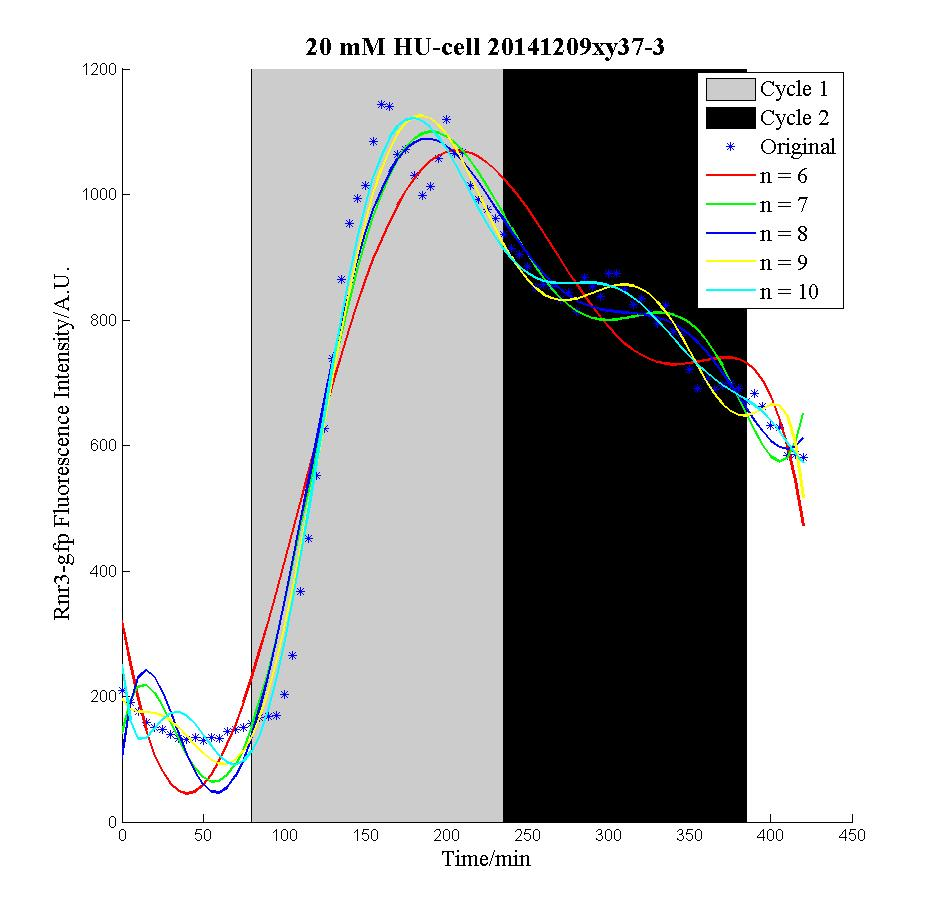 20 mM HU-cell 20141209xy37-3
1200
1000
800
600
400
200
0
Rnr3-gfp Fluorescence Intensity/A.U.
Cycle 1
Cycle 2
Original
n = 6
n = 7
n = 8
n = 9
n = 10
0 50 100 150 200 250 300 350 400 450
Time/min